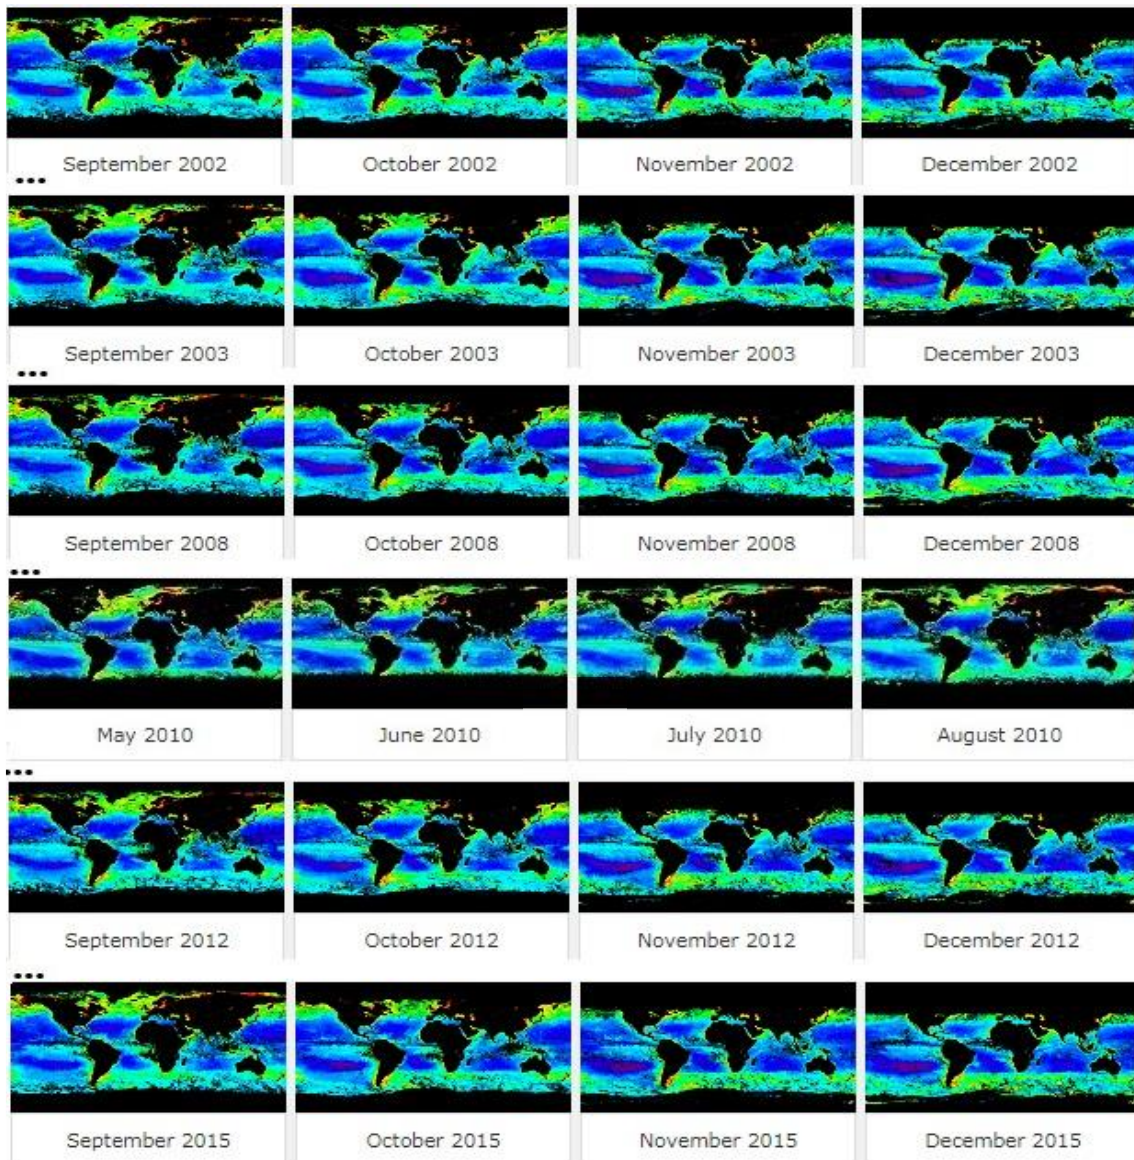 September 2002 October 2002 November 2002 December 2002
...
September 2003 October 2003 November 2003 December 2003
...
September 2008 October 2008 November 2008 December 2008
...
May 2010 June 2010 July 2010 August 2010
...
September 2012 October 2012 November 2012 December 2012
...
September 2015 October 2015 November 2015 December 2015